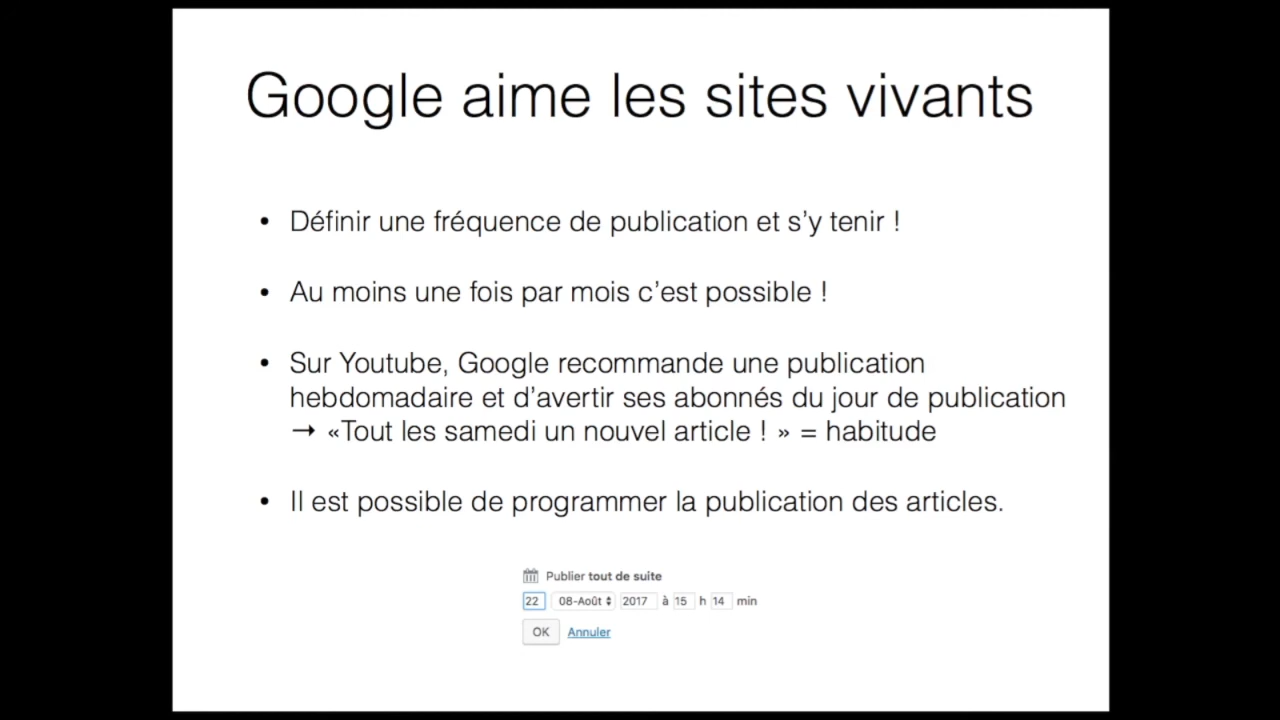 Google aime les sites vivants
• Définir une fréquence de publication et s’y tenir !
• Au moins une fois par mois c’est possible !
• Sur Youtube, Google recommande une publication
hebdomadaire et d’avertir ses abonnés du jour de publication
→ «Tout les samedi un nouvel article ! » = habitude
• Il est possible de programmer la publication des articles.
Publier tout de suite
22 08-Août 2017 à 15 h 14 min
OK Annuler